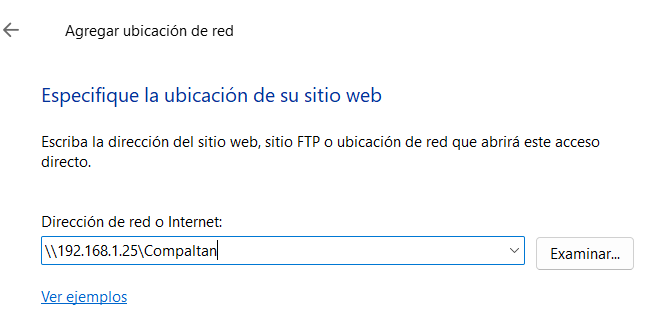 Agregar ubicación de red
Especifique la ubicación de su sitio web
Escriba la dirección del sitio web, sitio FTP o ubicación de red que abrirá este acceso
directo.
Dirección de red o Internet:
\\192.168.1.25\Compaltan
Examinar...
Ver ejemplos